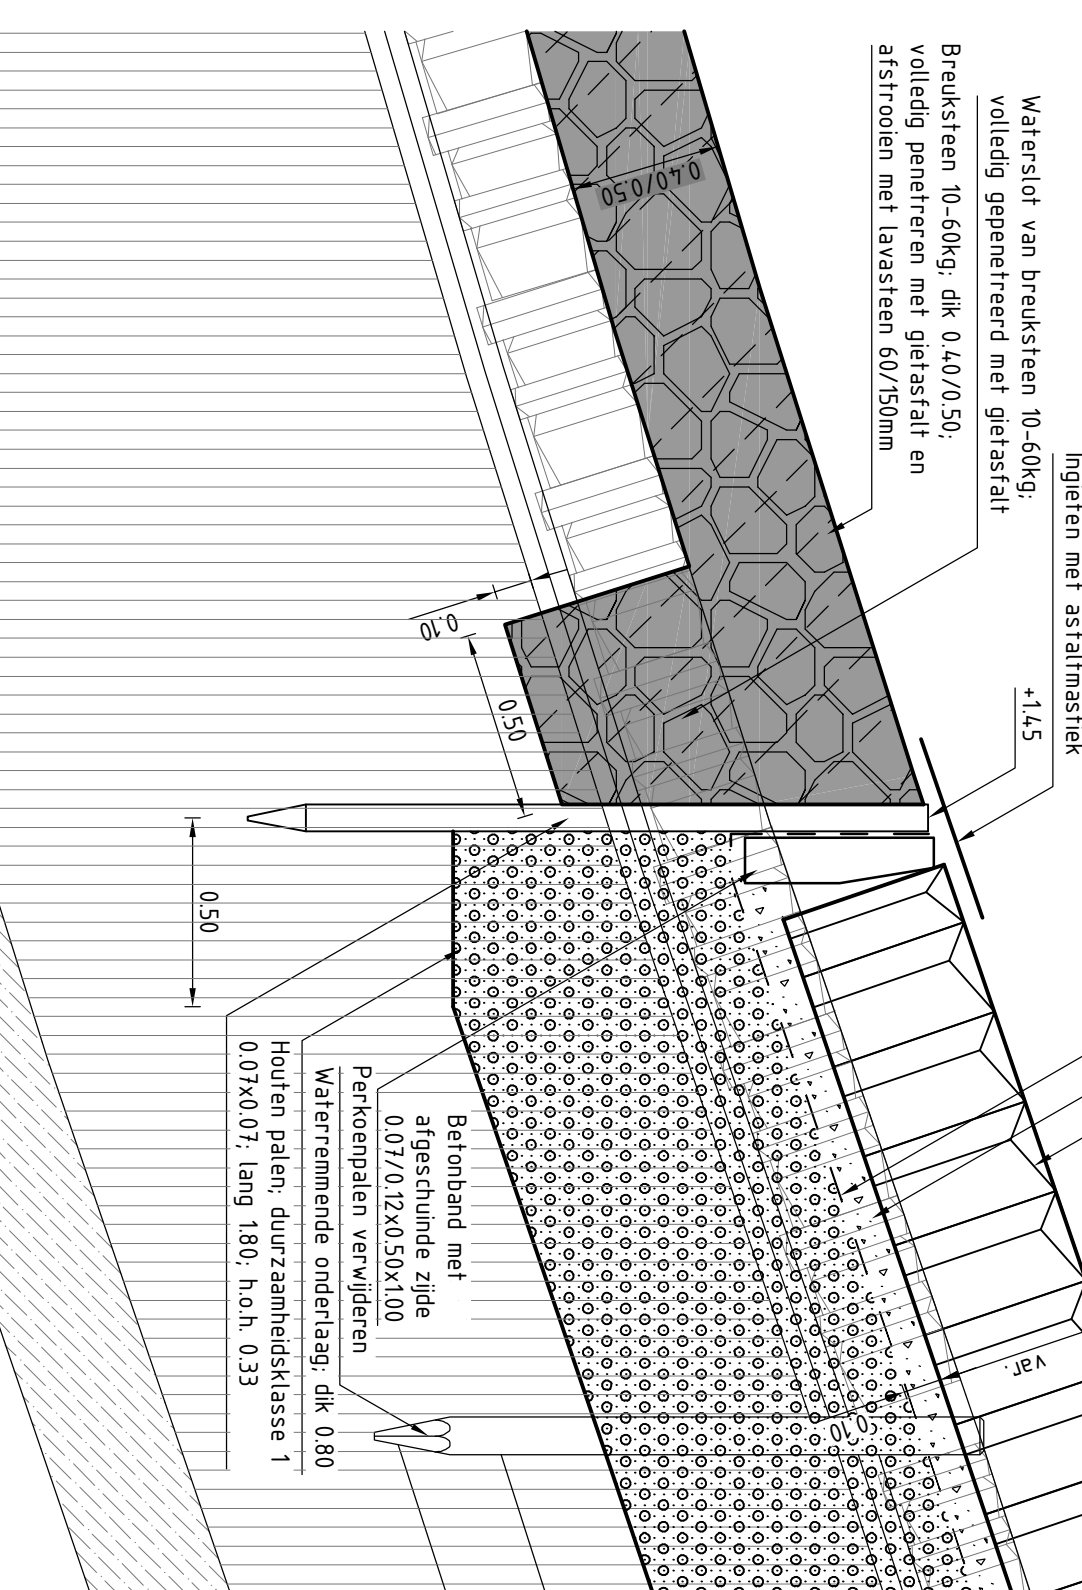 Ingieten met asfaltmastiek
+1.45
Waterslot van breuksteen 10-60kg;
volledig gepenetreerd met gietasfalt
Breuksteen 10-60kg; dik 0.40/0.50;
volledig penetreren met gietasfalt en
afstrooien met lavasteen 60/150mm
0.40/0.50
0.10
0.50
0.50
var.
0.10
Betonband met
afgeschuinde zijde
0.07/0.12x0.50x1.00
Perkoenpalen verwijderen
Waterremmende onderlaag; dik 0.80
Houten palen; duurzaamheidsklasse 1
0.07x0.07; lang 1.80; h.o.h. 0.33